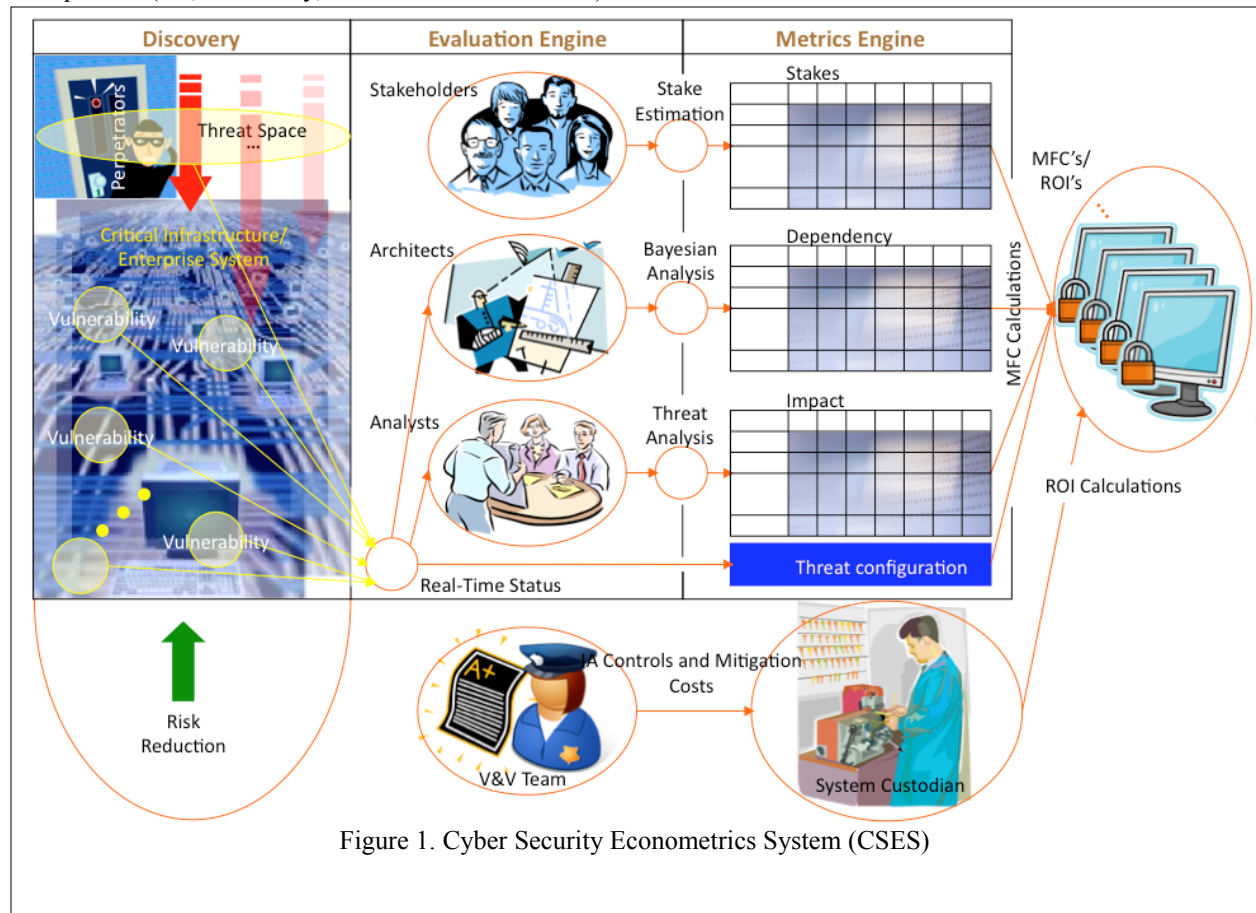 Discovery
Evaluation Engine
Metrics Engine
Perpetrators
Threat Space
...
Critical Infrastructure/
Enterprise System
Vulnerability
Vulnerability
Vulnerability
Vulnerability
Stakeholders
Stake
Estimation
Stakes
Architects
Bayesian
Analysis
Dependency
Analysts
Threat
Analysis
Impact
Real-Time Status
Threat configuration
MFC Calculations
MFC's/
ROI's
ROI Calculations
Risk
Reduction
A+
V&V Team
IA Controls and Mitigation
Costs
System Custodian
Figure 1. Cyber Security Econometrics System (CSES)